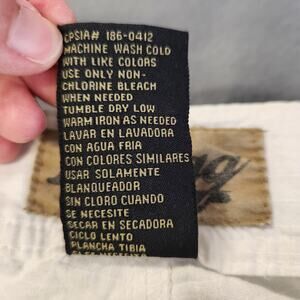 CPSIA# 186-0412
MACHINE WASH COLD
WITH LIKE COLORS
USE ONLY NON-
CHLORINE BLEACH
WHEN NEEDED
TUMBLE DRY LOW
WARM IRON AS NEEDED
LAVAR EN LAVADORA
CON AGUA FRIA
CON COLORES SIMILARES
USAR SOLAMENTE
BLANQUEADOR
SIN CLORO CUANDO
SE NECESITE
SECAR EN SECADORA
CICLO LENTO
PLANCHA TIBIA